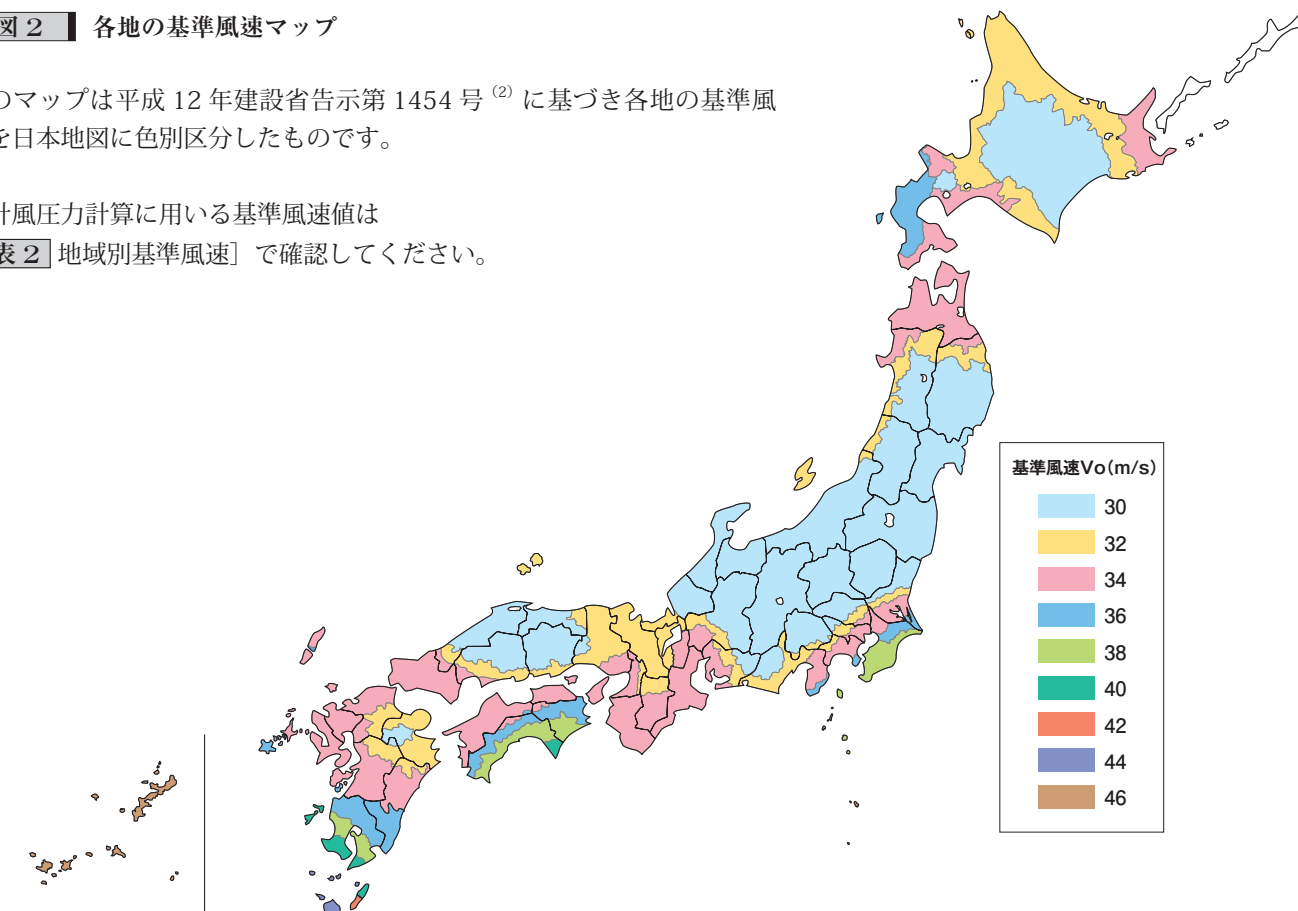 図 2 各地の基準風速マップ
のマップは平成 12 年建設省告示第 1454 号 (2) に基づき各地の基準風
を日本地図に色別区分したものです。
計風圧力計算に用いる基準風速値は
表 2 地域別基準風速］で確認してください。
基準風速Vo(m/s)
30
32
34
36
38
40
42
44
46